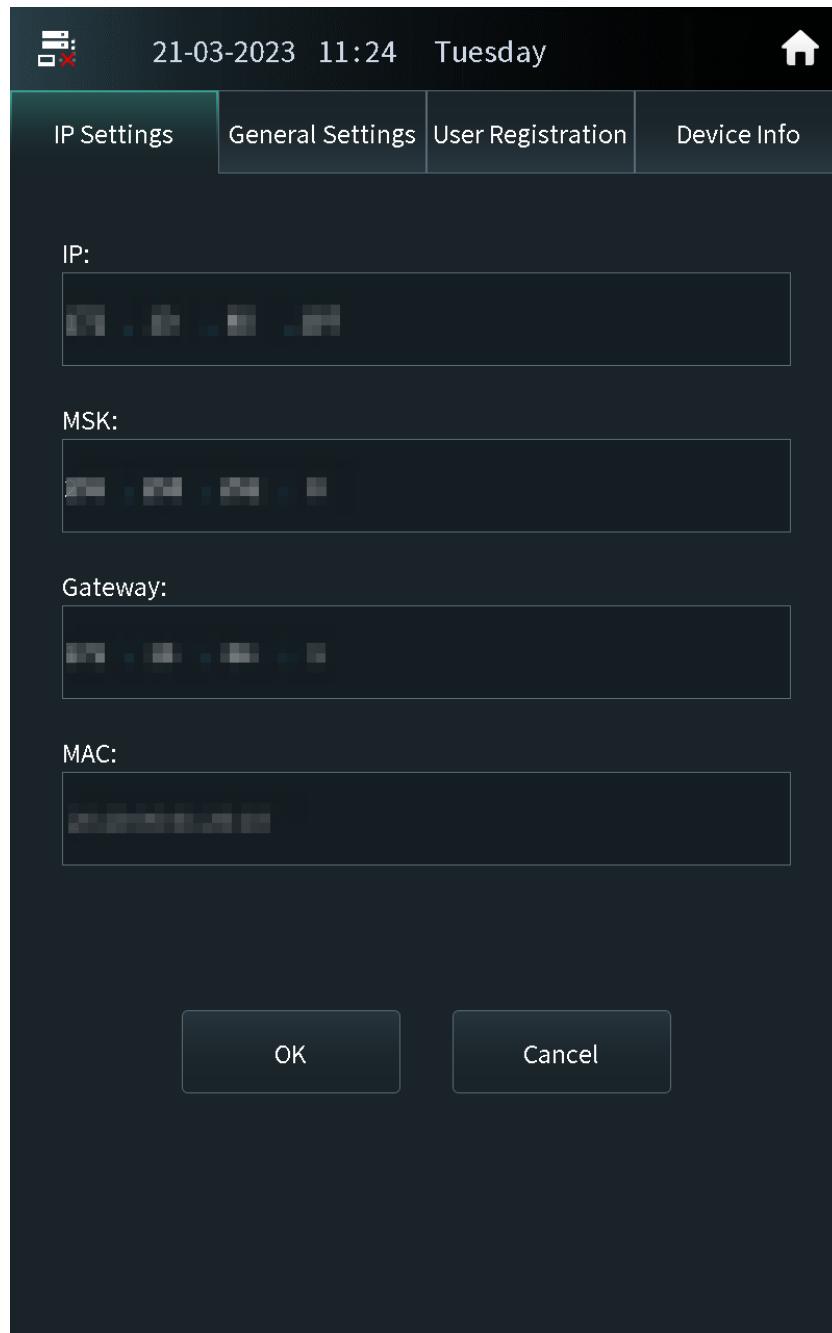 21-03-2023 11:24 Tuesday
IP Settings General Settings User Registration Device Info
IP:
MSK:
Gateway:
MAC:
OK Cancel